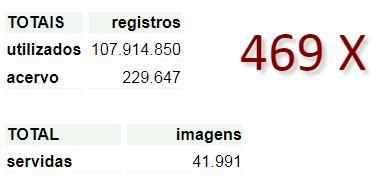 TOTAIS registros
utilizados 107.914.850
acervo 229.647
469 X
TOTAL imagens
servidas 41.991